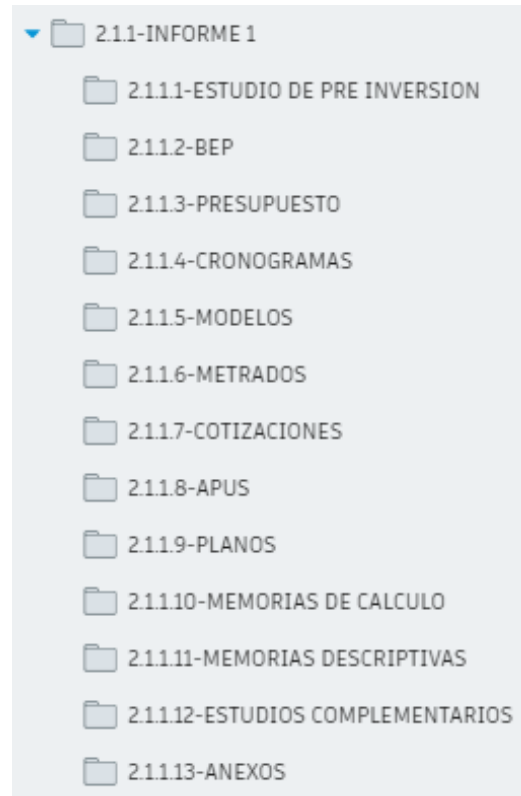 2.1.1-INFORME 1
2.1.1.1-ESTUDIO DE PRE INVERSION
2.1.1.2-BEP
2.1.1.3-PRESUPUESTO
2.1.1.4-CRONOGRAMAS
2.1.1.5-MODELOS
2.1.1.6-METRADOS
2.1.1.7-COTIZACIONES
2.1.1.8-APUS
2.1.1.9-PLANOS
2.1.1.10-MEMORIAS DE CALCULO
2.1.1.11-MEMORIAS DESCRIPTIVAS
2.1.1.12-ESTUDIOS COMPLEMENTARIOS
2.1.1.13-ANEXOS